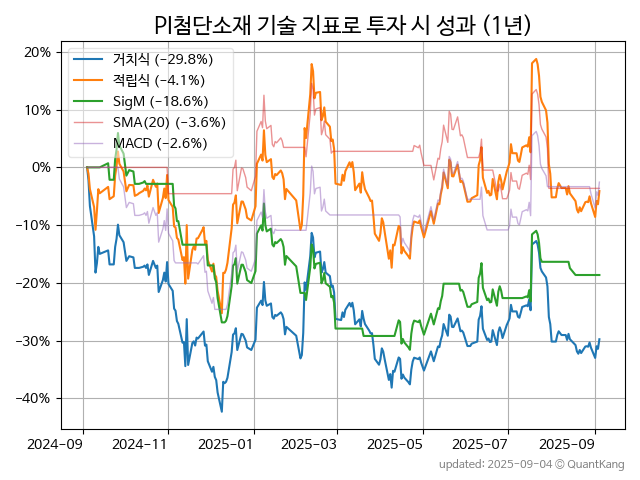 PI첨단소재 기술 지표로 투자 시 성과 (1년)
20%
10%
0%
−10%
−20%
−30%
−40%
거치식 (−29.8%)
적립식 (−4.1%)
SigM (−18.6%)
SMA(20) (−3.6%)
MACD (−2.6%)
2024-09
2024-11
2025-01
2025-03
2025-05
2025-07
2025-09
updated: 2025-09-04 © QuantKang